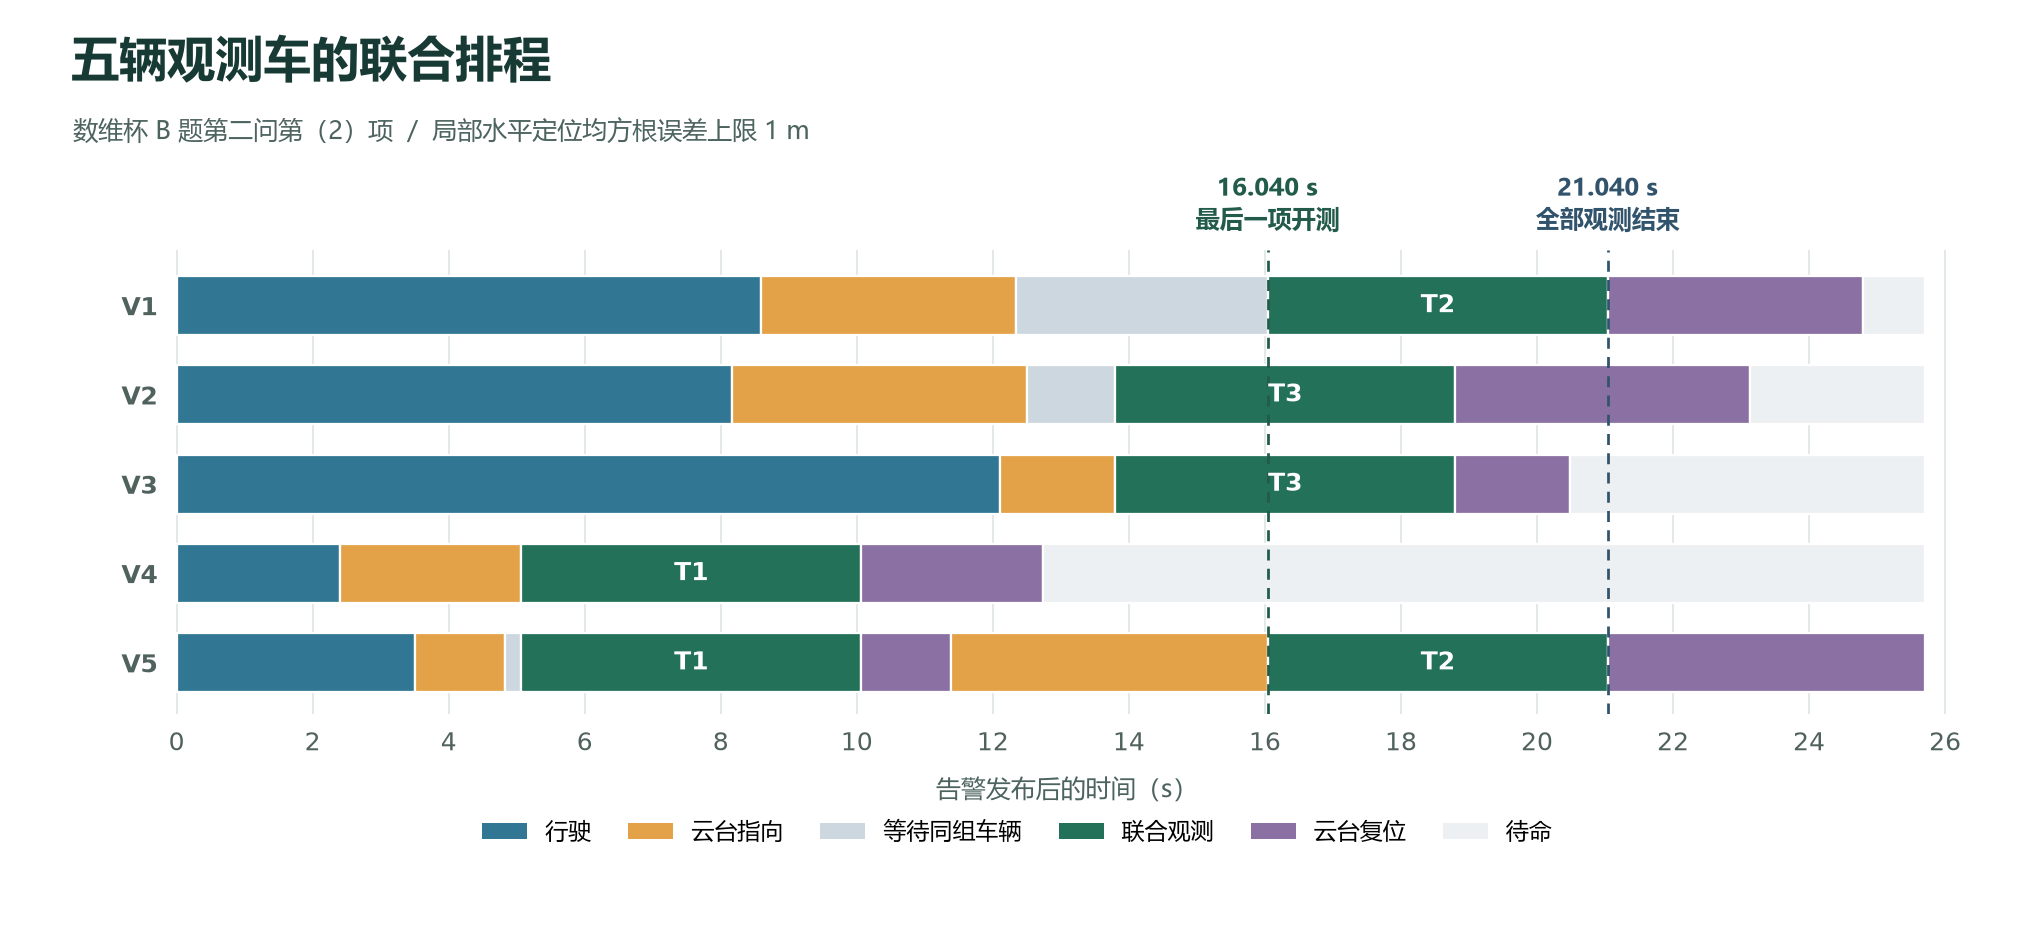 五辆观测车的联合排程
数维杯 B 题第二问第（2）项 / 局部水平定位均方根误差上限 1 m
16.040 s
最后一项开测
21.040 s
全部观测结束
V1
T2
V2
T3
V3
T3
V4
T1
V5
T1
T2
0 2 4 6 8 10 12 14 16 18 20 22 24 26
告警发布后的时间（s）
行驶 云台指向 等待同组车辆 联合观测 云台复位 待命